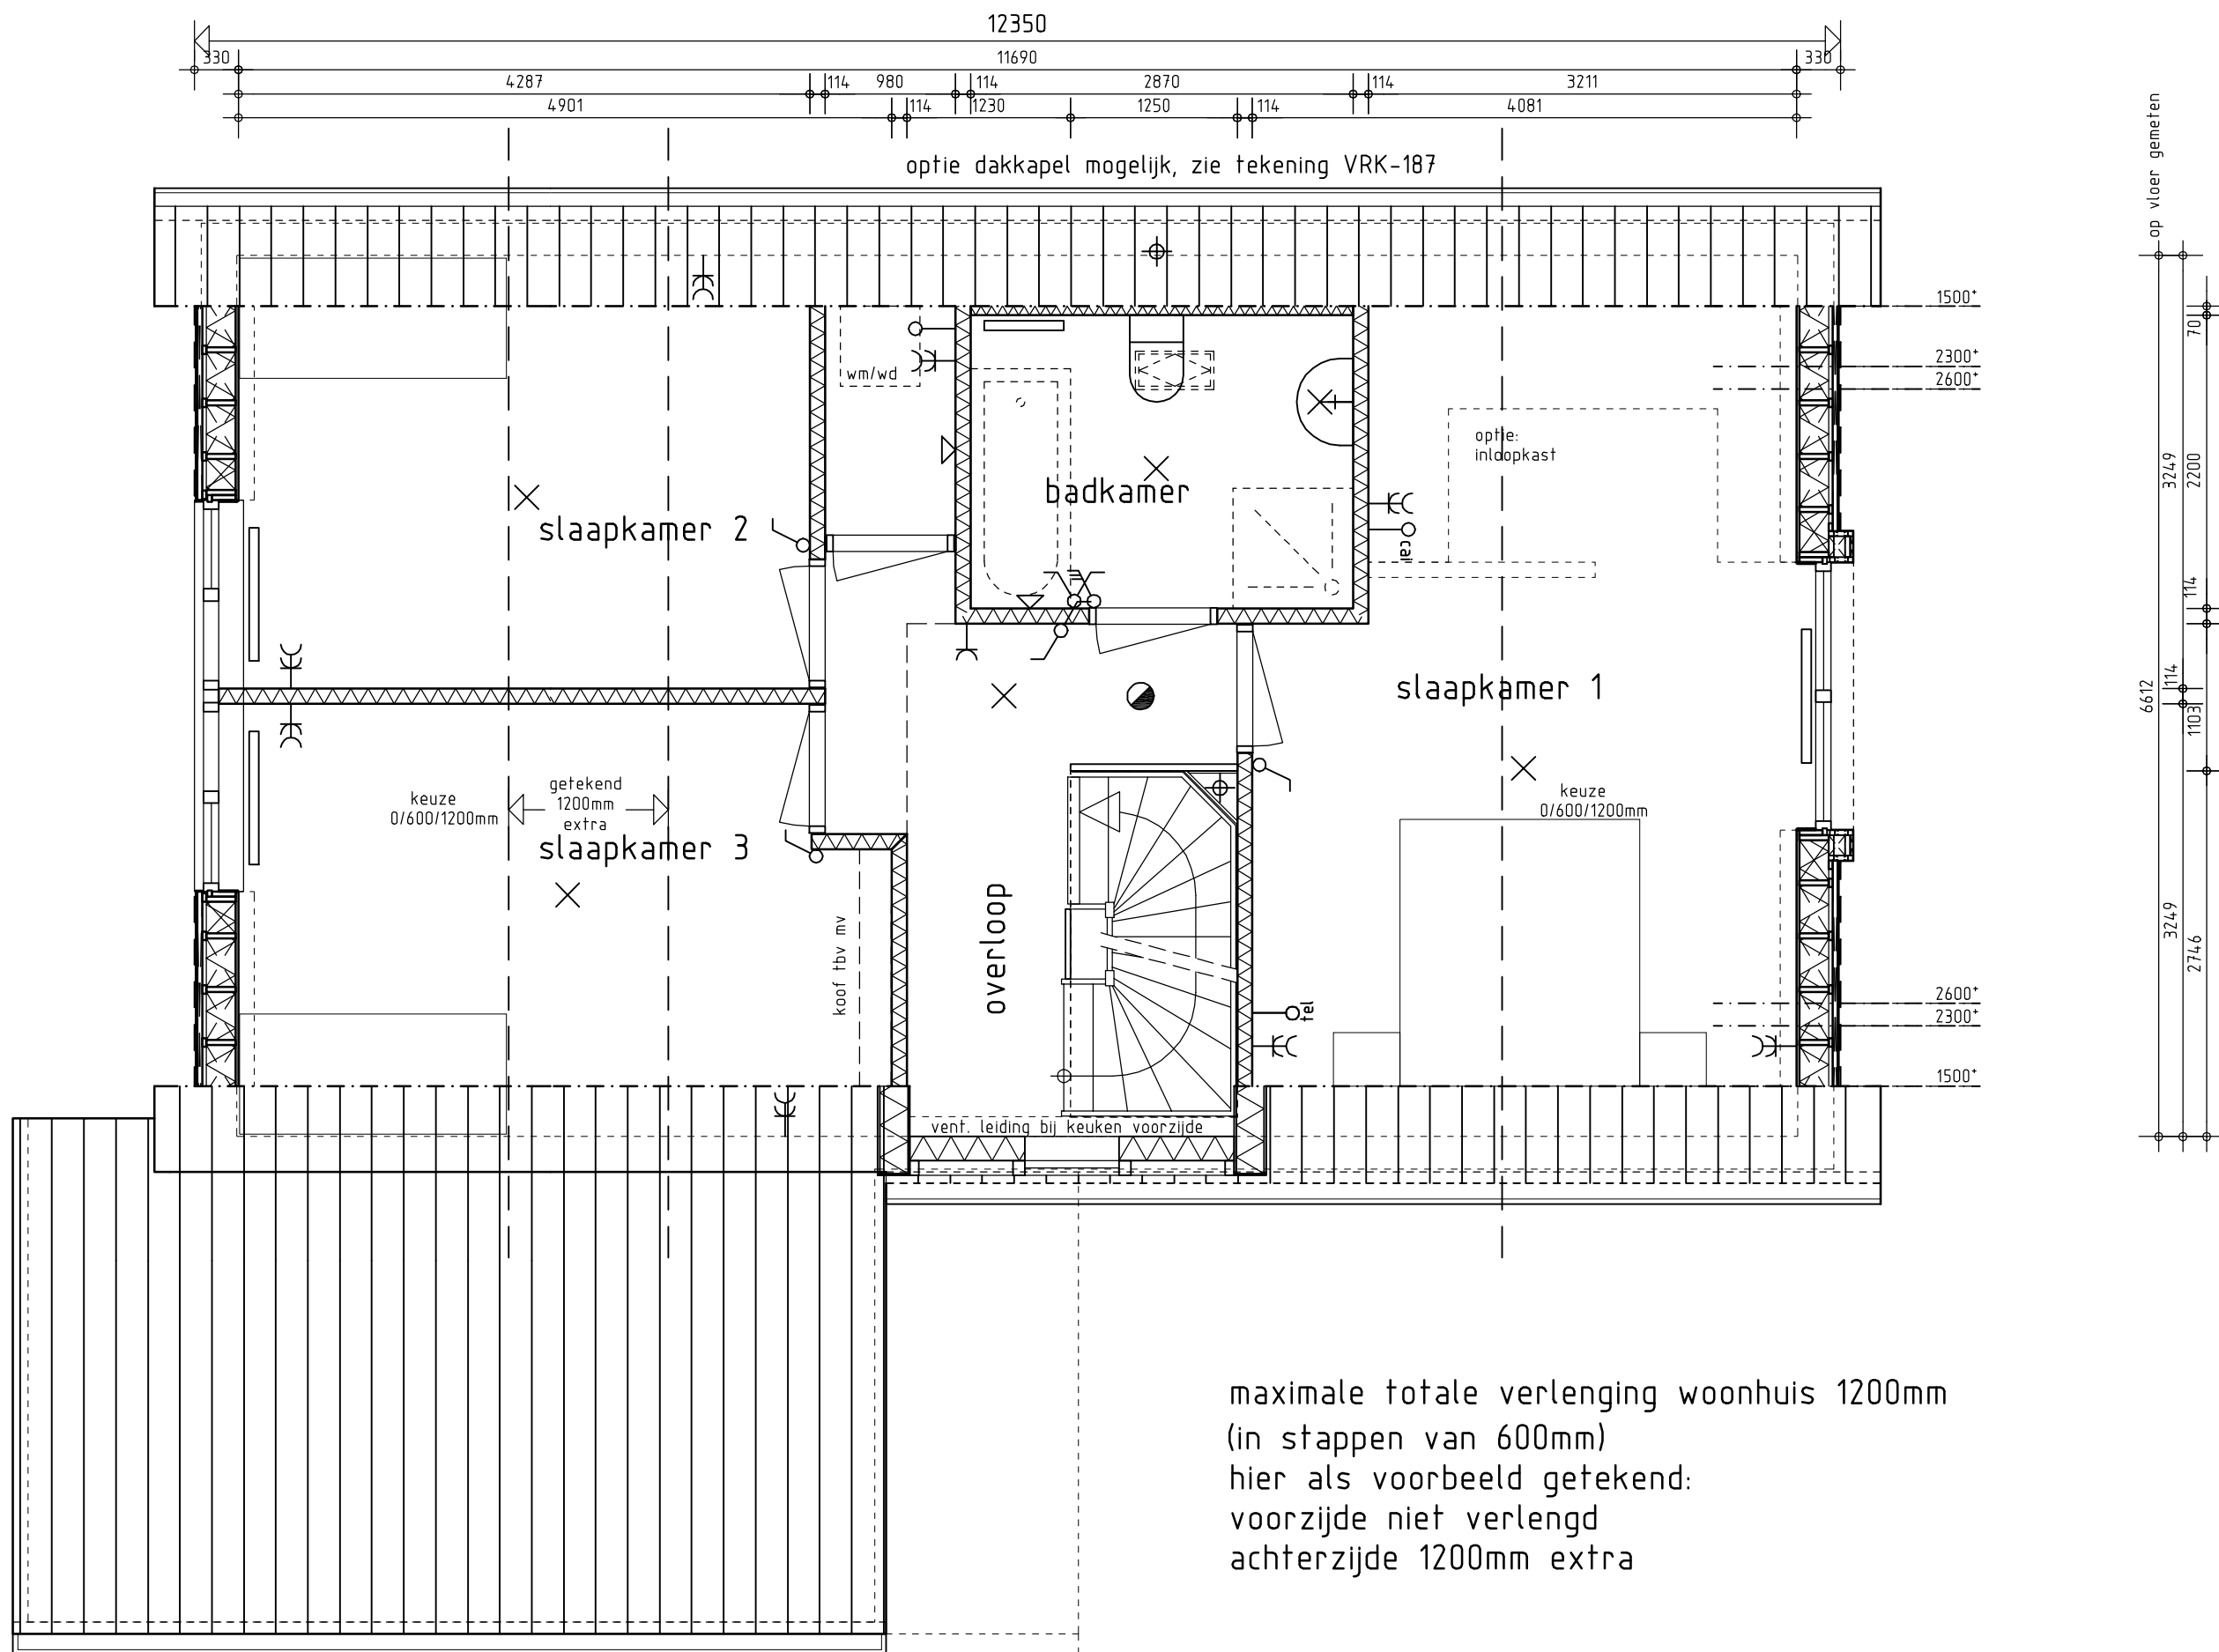 12350
330 11690 330
4287 114 980 114 2870 114 3211
4901 114 1230 1250 114 4081
op vloer gemeten
optie dakkapel mogelijk, zie tekening VRK-187
1500+
70
2300+
2600+
wm/wd
optie:
inloopkast
3249
2200
badkamer
slaapkamer 2
cai
114
slaapkamer 1
6612
114
1103
getekend
1200mm
extra
keuze
0/600/1200mm
keuze
0/600/1200mm
slaapkamer 3
overloop
koof tbv mv
3249
2746
tel
2600+
2300+
1500+
vent. leiding bij keuken voorzijde
maximale totale verlenging woonhuis 1200mm
(in stappen van 600mm)
hier als voorbeeld getekend:
voorzijde niet verlengd
achterzijde 1200mm extra